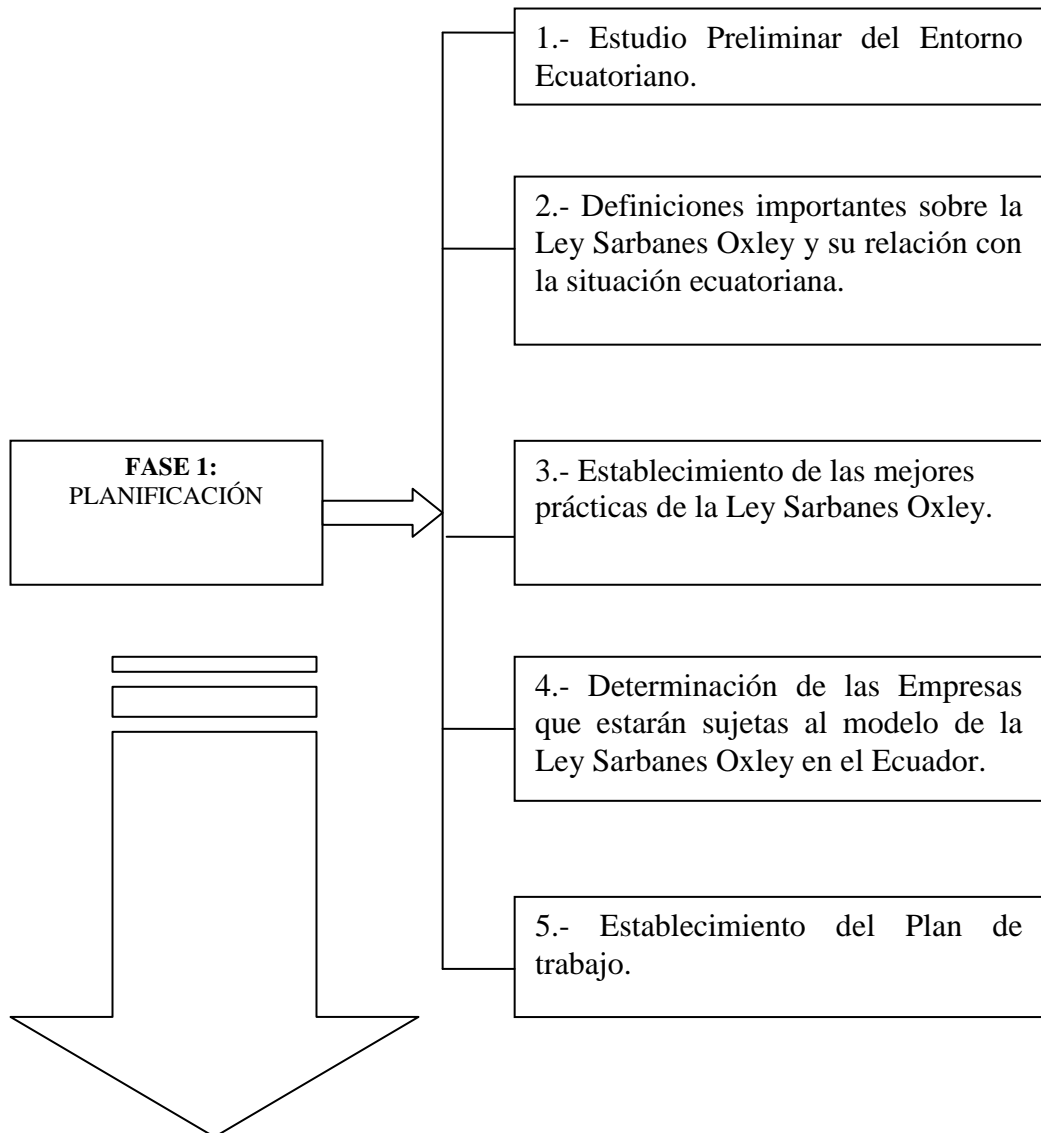 1.- Estudio Preliminar del Entorno
Ecuatoriano.
2.- Definiciones importantes sobre la
Ley Sarbanes Oxley y su relación con
la situación ecuatoriana.
FASE 1:
PLANIFICACIÓN
3.- Establecimiento de las mejores
prácticas de la Ley Sarbanes Oxley.
4.- Determinación de las Empresas
que estarán sujetas al modelo de la
Ley Sarbanes Oxley en el Ecuador.
5.- Establecimiento del Plan de
trabajo.